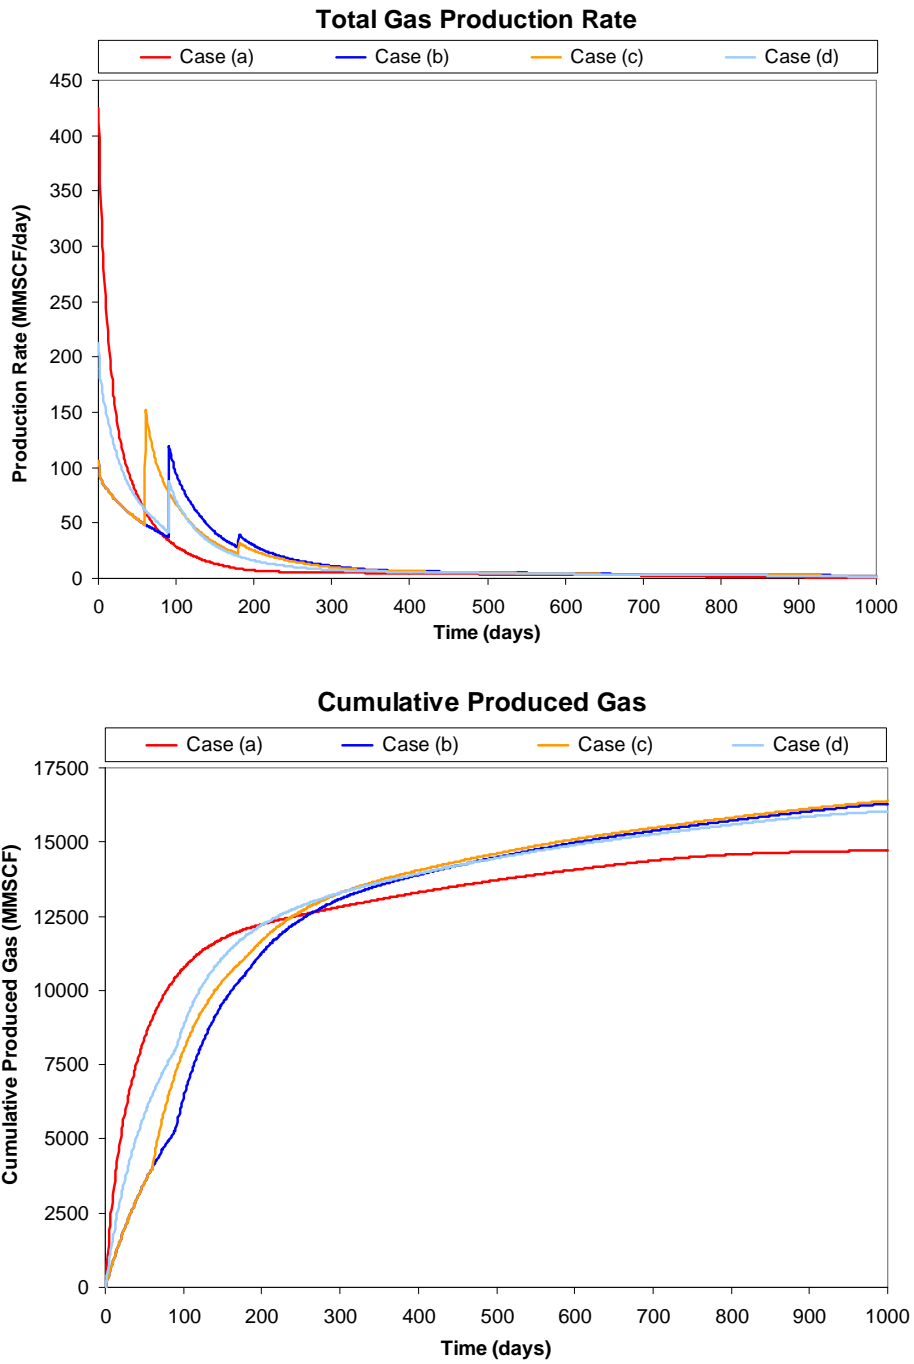 Total Gas Production Rate
Case (a) Case (b) Case (c) Case (d)
450
400
350
300
250
200
150
100
50
0
Production Rate (MMSCF/day)
0 100 200 300 400 500 600 700 800 900 1000
Time (days)
Cumulative Produced Gas
Case (a) Case (b) Case (c) Case (d)
17500
15000
12500
10000
7500
5000
2500
0
Cumulative Produced Gas (MMSCF)
0 100 200 300 400 500 600 700 800 900 1000
Time (days)